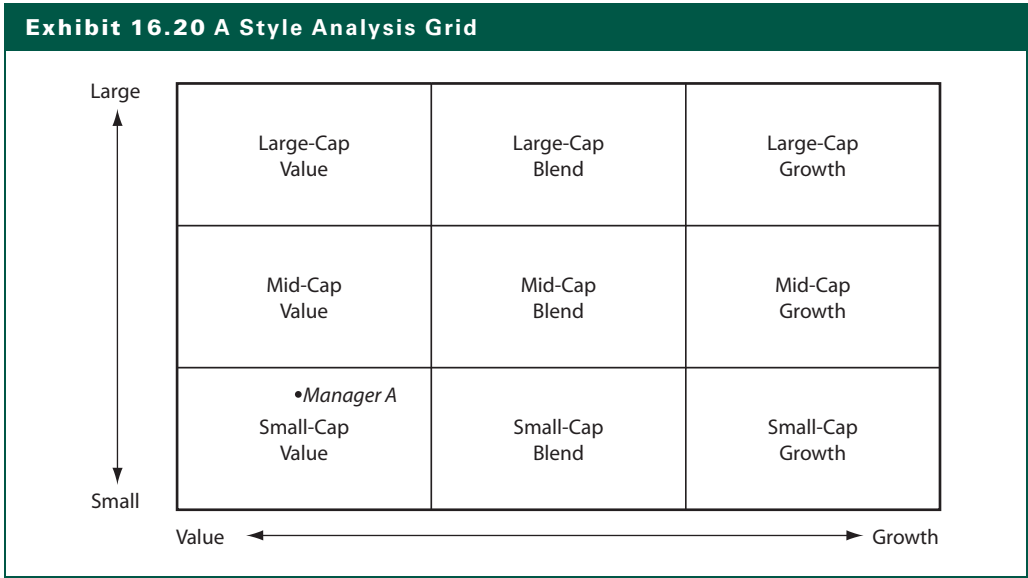 Exhibit 16.20 A Style Analysis Grid
Large
Large-Cap
Value
Large-Cap
Blend
Large-Cap
Growth
Mid-Cap
Value
Mid-Cap
Blend
Mid-Cap
Growth
•Manager A
Small-Cap
Value
Small-Cap
Blend
Small-Cap
Growth
Small
Value
Growth